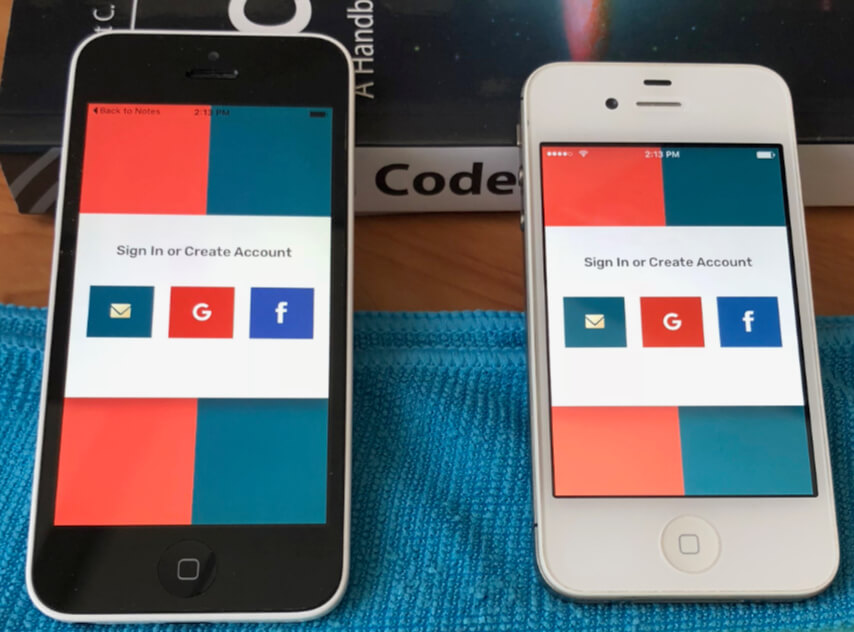 t C.
A Handb
Code
Back to Notes
2:13 PM
Sign In or Create Account
G
f
2:13 PM
Sign In or Create Account
G
f